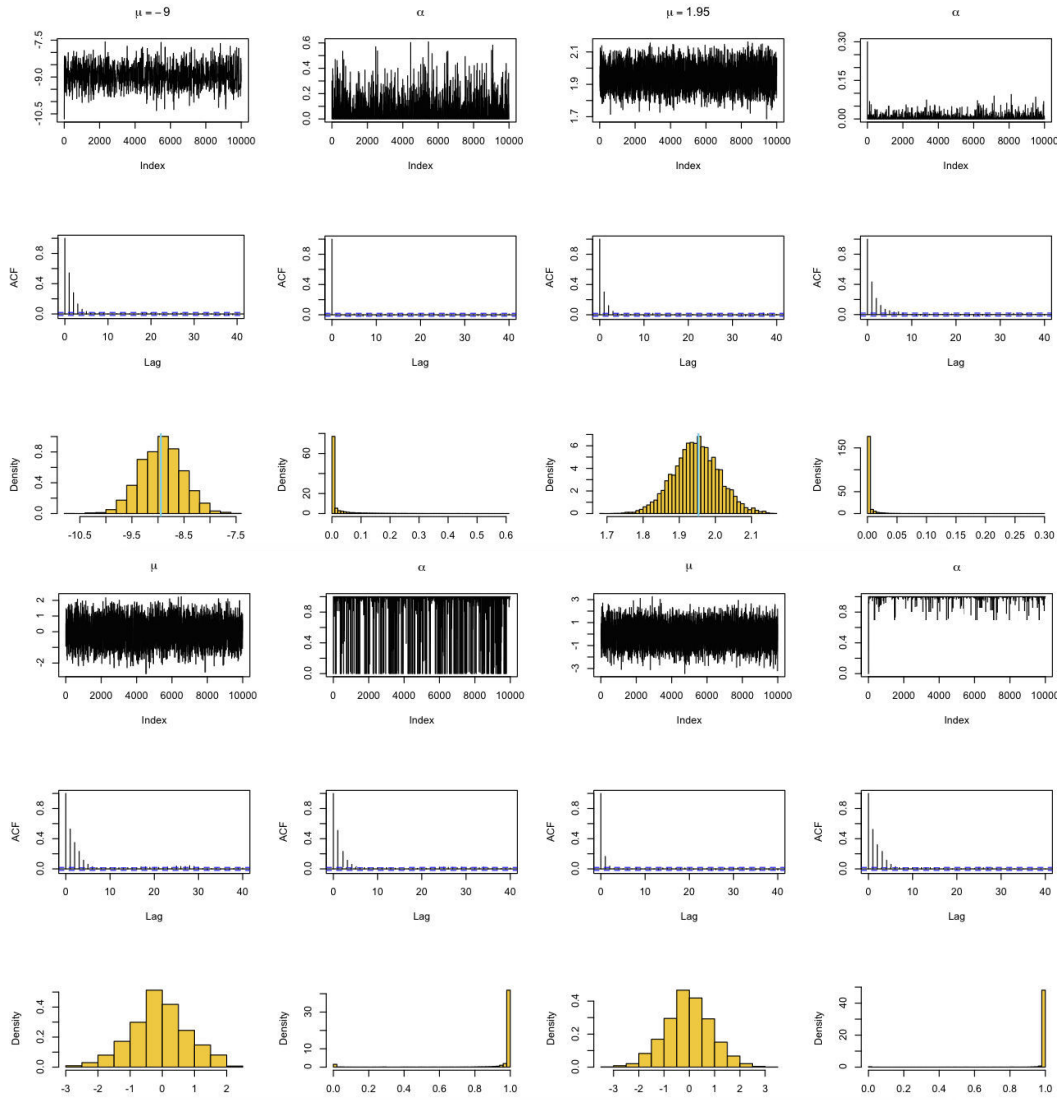 μ = −9 α μ = 1.95 α
-10.5 -9.0 -7.5 0.0 0.2 0.4 0.6 1.7 1.9 2.1 0.00 0.15 0.30
0 2000 4000 6000 8000 10000 0 2000 4000 6000 8000 10000 0 2000 4000 6000 8000 10000 0 2000 4000 6000 8000 10000
Index Index Index Index
ACF 0.0 0.4 0.8 ACF 0.0 0.4 0.8 ACF 0.0 0.4 0.8 ACF 0.0 0.4 0.8
0 10 20 30 40 0 10 20 30 40 0 10 20 30 40 0 10 20 30 40
Lag Lag Lag Lag
Density 0.0 0.4 0.8 Density 0 20 40 60 80 Density 0 2 4 6 Density 0 50 150
-10.5 -9.5 -8.5 -7.5 0.0 0.1 0.2 0.3 0.4 0.5 0.6 1.7 1.8 1.9 2.0 2.1 0.00 0.05 0.10 0.15 0.20 0.25 0.30
μ α μ α
-2 0 1 2 0.0 0.4 0.8 -3 -1 1 3 0.0 0.4 0.8
0 2000 4000 6000 8000 10000 0 2000 4000 6000 8000 10000 0 2000 4000 6000 8000 10000 0 2000 4000 6000 8000 10000
Index Index Index Index
ACF 0.0 0.4 0.8 ACF 0.0 0.4 0.8 ACF 0.0 0.4 0.8 ACF 0.0 0.4 0.8
0 10 20 30 40 0 10 20 30 40 0 10 20 30 40 0 10 20 30 40
Lag Lag Lag Lag
Density 0.0 0.2 0.4 Density 0 10 30 Density 0.0 0.2 0.4 Density 0 20 30 50
-3 -2 -1 0 1 2 0.0 0.2 0.4 0.6 0.8 1.0 -3 -2 -1 0 1 2 3 0.0 0.2 0.4 0.6 0.8 1.0